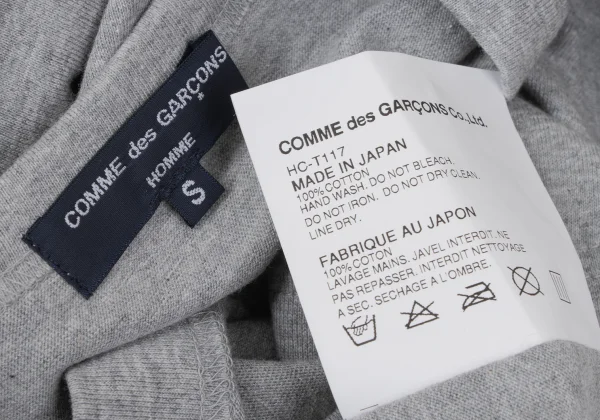 COMME des GARÇONS
HOMME
S
COMME des GARÇONS Co.,Ltd.
HC-T117
MADE IN JAPAN
100%COTTON
HAND WASH. DO NOT BLEACH.
DO NOT IRON. DO NOT DRY CLEAN.
LINE DRY.
FABRIQUE AU JAPON
100%COTON
LAVAGE MAINS. JAVEL INTERDIT. NE
PAS REPASSER. INTERDIT NETTOYAGE
A SEC. SECHAGE A L'OMBRE.